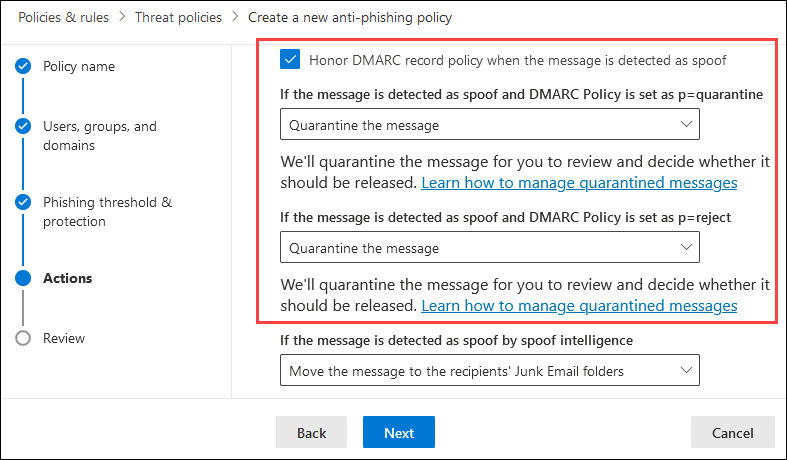 Policies & rules > Threat policies > Create a new anti-phishing policy
Policy name
Users, groups, and
domains
Phishing threshold &
protection
Actions
Review
Honor DMARC record policy when the message is detected as spoof
If the message is detected as spoof and DMARC Policy is set as p=quarantine
Quarantine the message
We'll quarantine the message for you to review and decide whether it
should be released. Learn how to manage quarantined messages
If the message is detected as spoof and DMARC Policy is set as p=reject
Quarantine the message
We'll quarantine the message for you to review and decide whether it
should be released. Learn how to manage quarantined messages
If the message is detected as spoof by spoof intelligence
Move the message to the recipients' Junk Email folders
Back
Next
Cancel